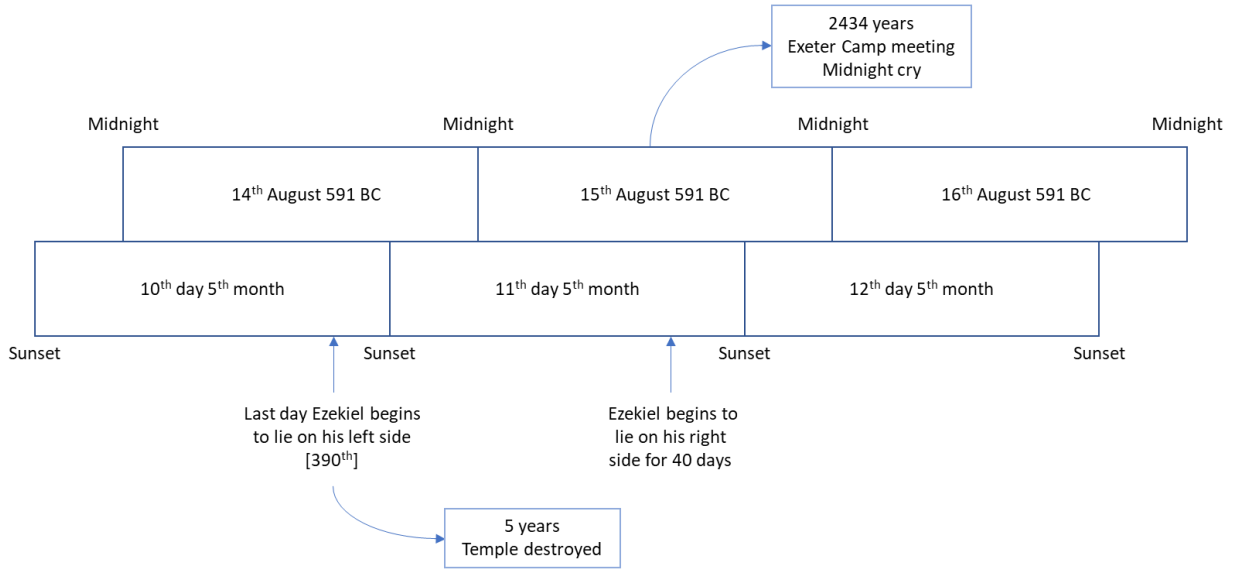 2434 years
Exeter Camp meeting
Midnight cry
Midnight
Midnight
Midnight
Midnight
14th August 591 BC
15th August 591 BC
16th August 591 BC
10th day 5th month
11th day 5th month
12th day 5th month
Sunset
Sunset
Sunset
Sunset
Last day Ezekiel begins
to lie on his left side
[390th]
Ezekiel begins to
lie on his right
side for 40 days
5 years
Temple destroyed